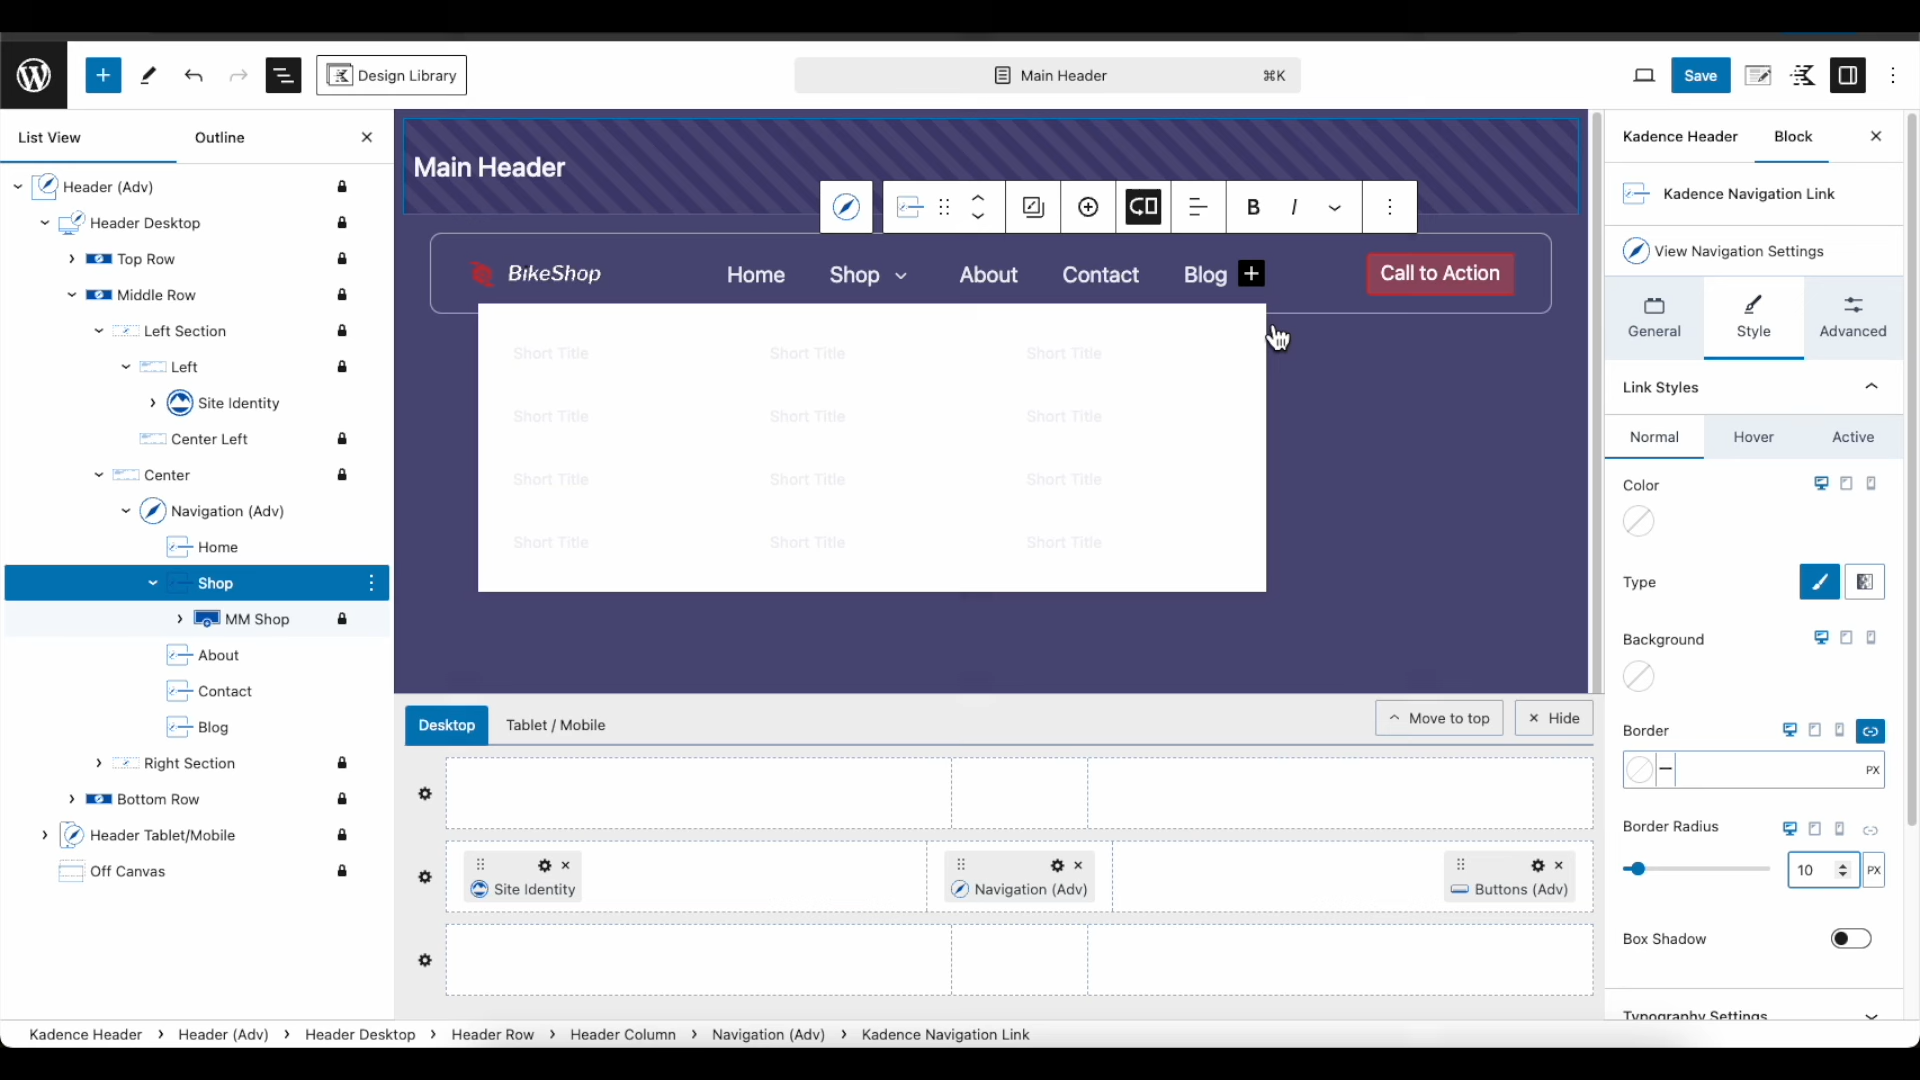 Design Library
Main Header
⌘K
Save
List View
Outline
Header (Adv)
Header Desktop
Top Row
Middle Row
Left Section
Left
Site Identity
Center Left
Center
Navigation (Adv)
Home
Shop
MM Shop
About
Contact
Blog
Right Section
Bottom Row
Header Tablet/Mobile
Off Canvas
Main Header
B I
BikeShop
Home
Shop
About
Contact
Blog
Call to Action
Short Title Short Title Short Title
Short Title Short Title Short Title
Short Title Short Title Short Title
Short Title Short Title Short Title
Desktop
Tablet / Mobile
Move to top
Hide
Site Identity
Navigation (Adv)
Buttons (Adv)
Kadence Header
Block
Kadence Navigation Link
View Navigation Settings
General
Style
Advanced
Link Styles
Normal
Hover
Active
Color
Type
Background
Border
PX
Border Radius
10
PX
Box Shadow
Typography Settings
Kadence Header > Header (Adv) > Header Desktop > Header Row > Header Column > Navigation (Adv) > Kadence Navigation Link